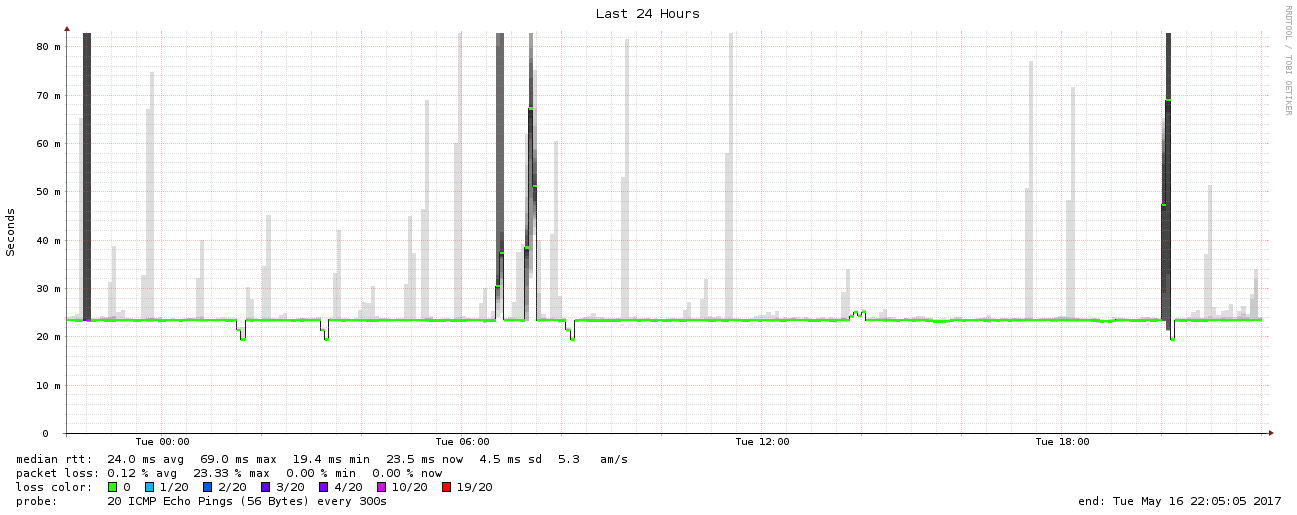 Last 24 Hours
RRDTOOL / TOBI OETIKER
Seconds
80 m
70 m
60 m
50 m
40 m
30 m
20 m
10 m
0
Tue 00:00 Tue 06:00 Tue 12:00 Tue 18:00
median rtt: 24.0 ms avg 69.0 ms max 19.4 ms min 23.5 ms now 4.5 ms sd 5.3 am/s
packet loss: 0.12 % avg 23.33 % max 0.00 % min 0.00 % now
loss color: 0 1/20 2/20 3/20 4/20 10/20 19/20
probe: 20 ICMP Echo Pings (56 Bytes) every 300s end: Tue May 16 22:05:05 2017